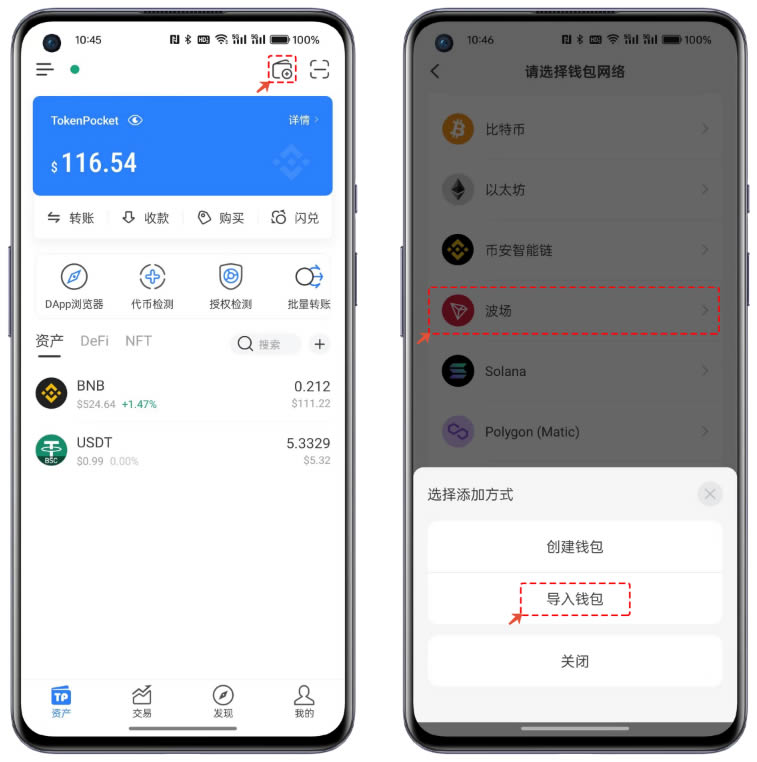 10:45
100%
TokenPocket
详情
$116.54
转账
收款
购买
闪兑
DApp浏览器
代币检测
授权检测
批量转账
资产
DeFi
NFT
搜索
BNB
0.212
$524.64 +1.47%
$111.22
USDT
5.3329
BSC
$0.99 0.00%
$5.32
TP
资产
交易
发现
我的
10:46
100%
请选择钱包网络
比特币
以太坊
币安智能链
波场
Solana
Polygon (Matic)
选择添加方式
创建钱包
导入钱包
关闭